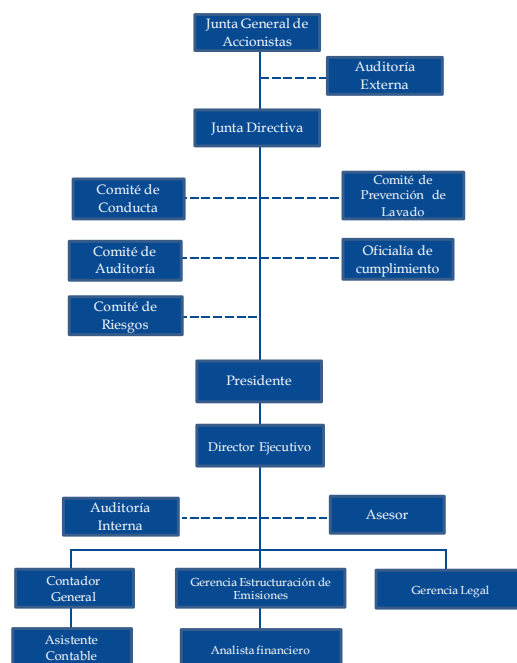 Junta General de
Accionistas
Auditoría
Externa
Junta Directiva
Comité de
Conducta
Comité de
Prevención de
Lavado
Comité de
Auditoría
Oficialía de
cumplimiento
Comité de
Riesgos
Presidente
Director Ejecutivo
Auditoría
Interna
Asesor
Contador
General
Gerencia Estructuración de
Emisiones
Gerencia Legal
Asistente
Contable
Analista financiero